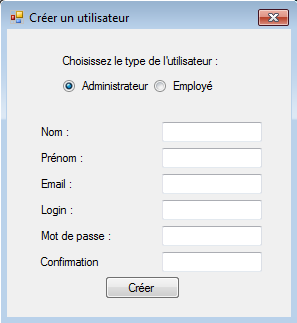 Créer un utilisateur
Choisissez le type de l'utilisateur :
Administrateur Employé
Nom :
Prénom :
Email :
Login :
Mot de passe :
Confirmation
Créer